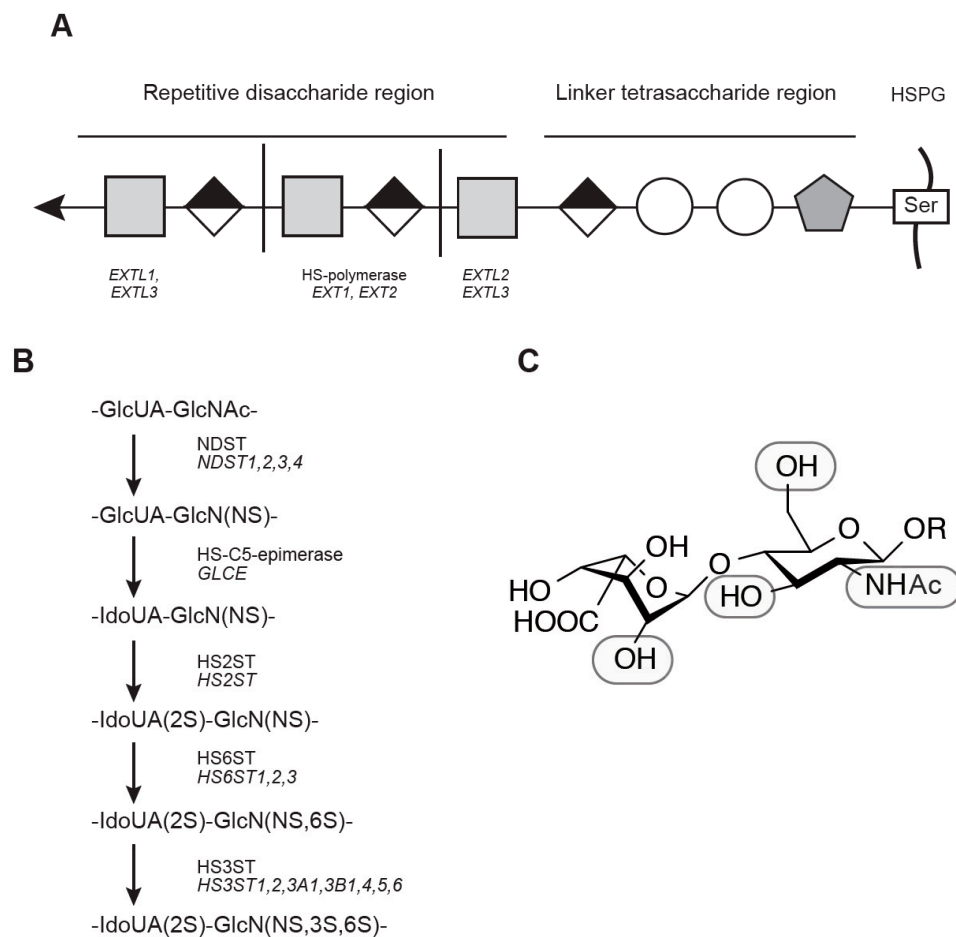 A
Repetitive disaccharide region
Linker tetrasaccharide region
HSPG
Ser
EXTL1,
EXTL3
HS-polymerase
EXT1, EXT2
EXTL2
EXTL3
B
-GlcUA-GlcNAc-
NDST
NDST1,2,3,4
-GlcUA-GlcN(NS)-
HS-C5-epimerase
GLCE
-IdoUA-GlcN(NS)-
HS2ST
HS2ST
-IdoUA(2S)-GlcN(NS)-
HS6ST
HS6ST1,2,3
-IdoUA(2S)-GlcN(NS,6S)-
HS3ST
HS3ST1,2,3A1,3B1,4,5,6
-IdoUA(2S)-GlcN(NS,3S,6S)-
C
OH
OH
O
OR
O
HO
O
HO
NHAc
HOOC
OH